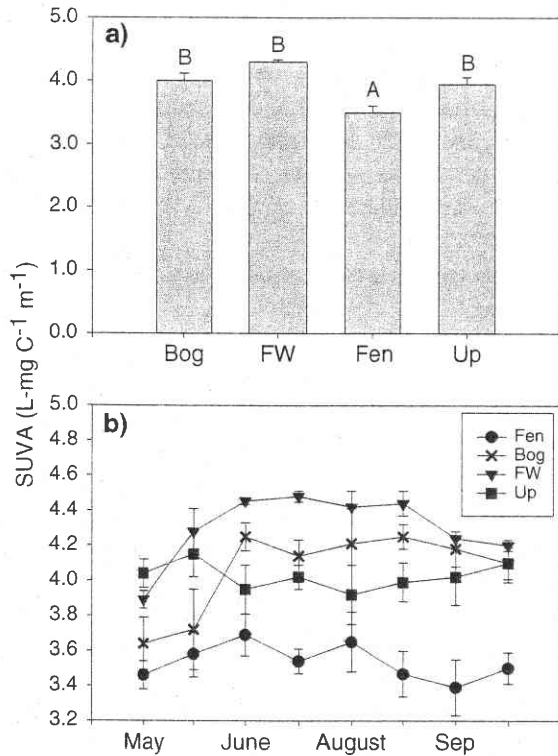 SUVA (L-mg C⁻¹ m⁻¹)
a)
5.0
4.0
3.0
2.0
1.0
0.0
B B A B
Bog FW Fen Up
b)
5.0
4.8
4.6
4.4
4.2
4.0
3.8
3.6
3.4
3.2
Fen
Bog
FW
Up
May June August Sep